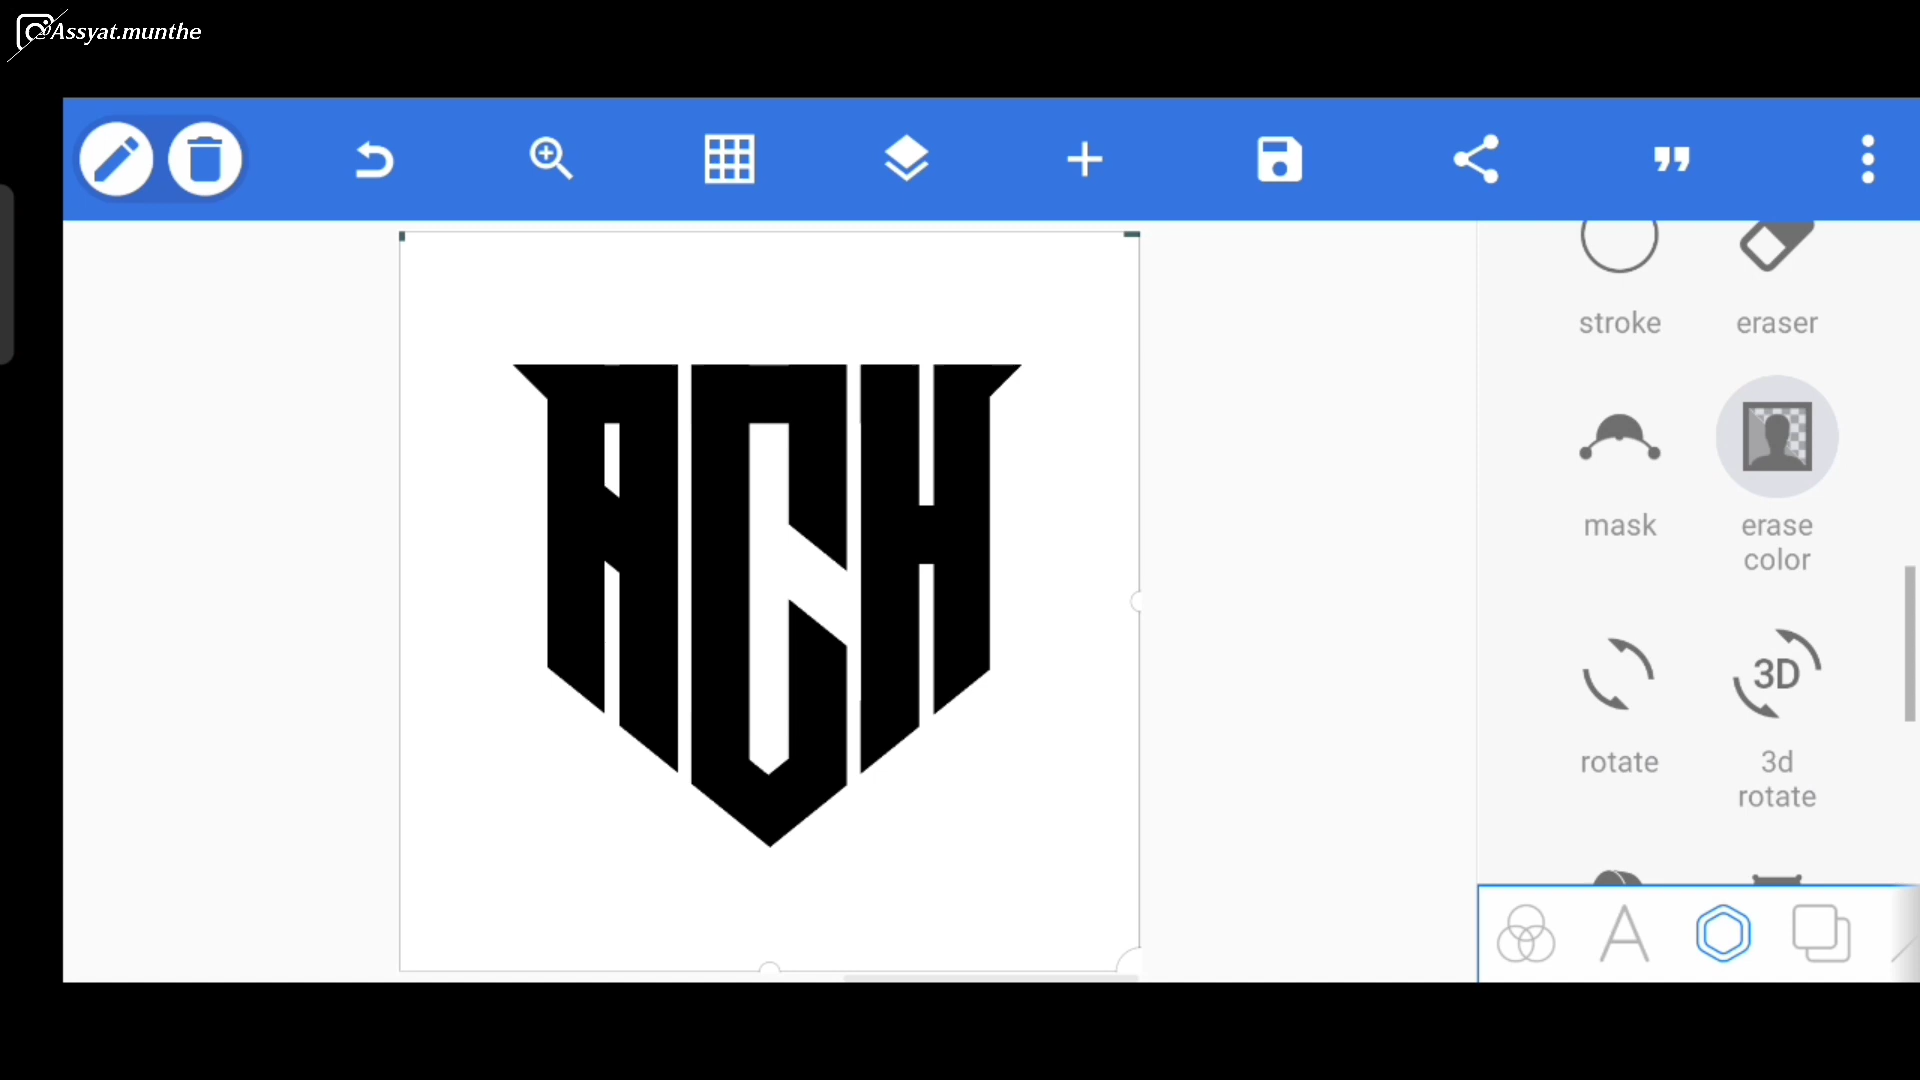 @Assyat.munthe
stroke
eraser
ACH
mask
erase
color
3D
rotate
3d
rotate
A